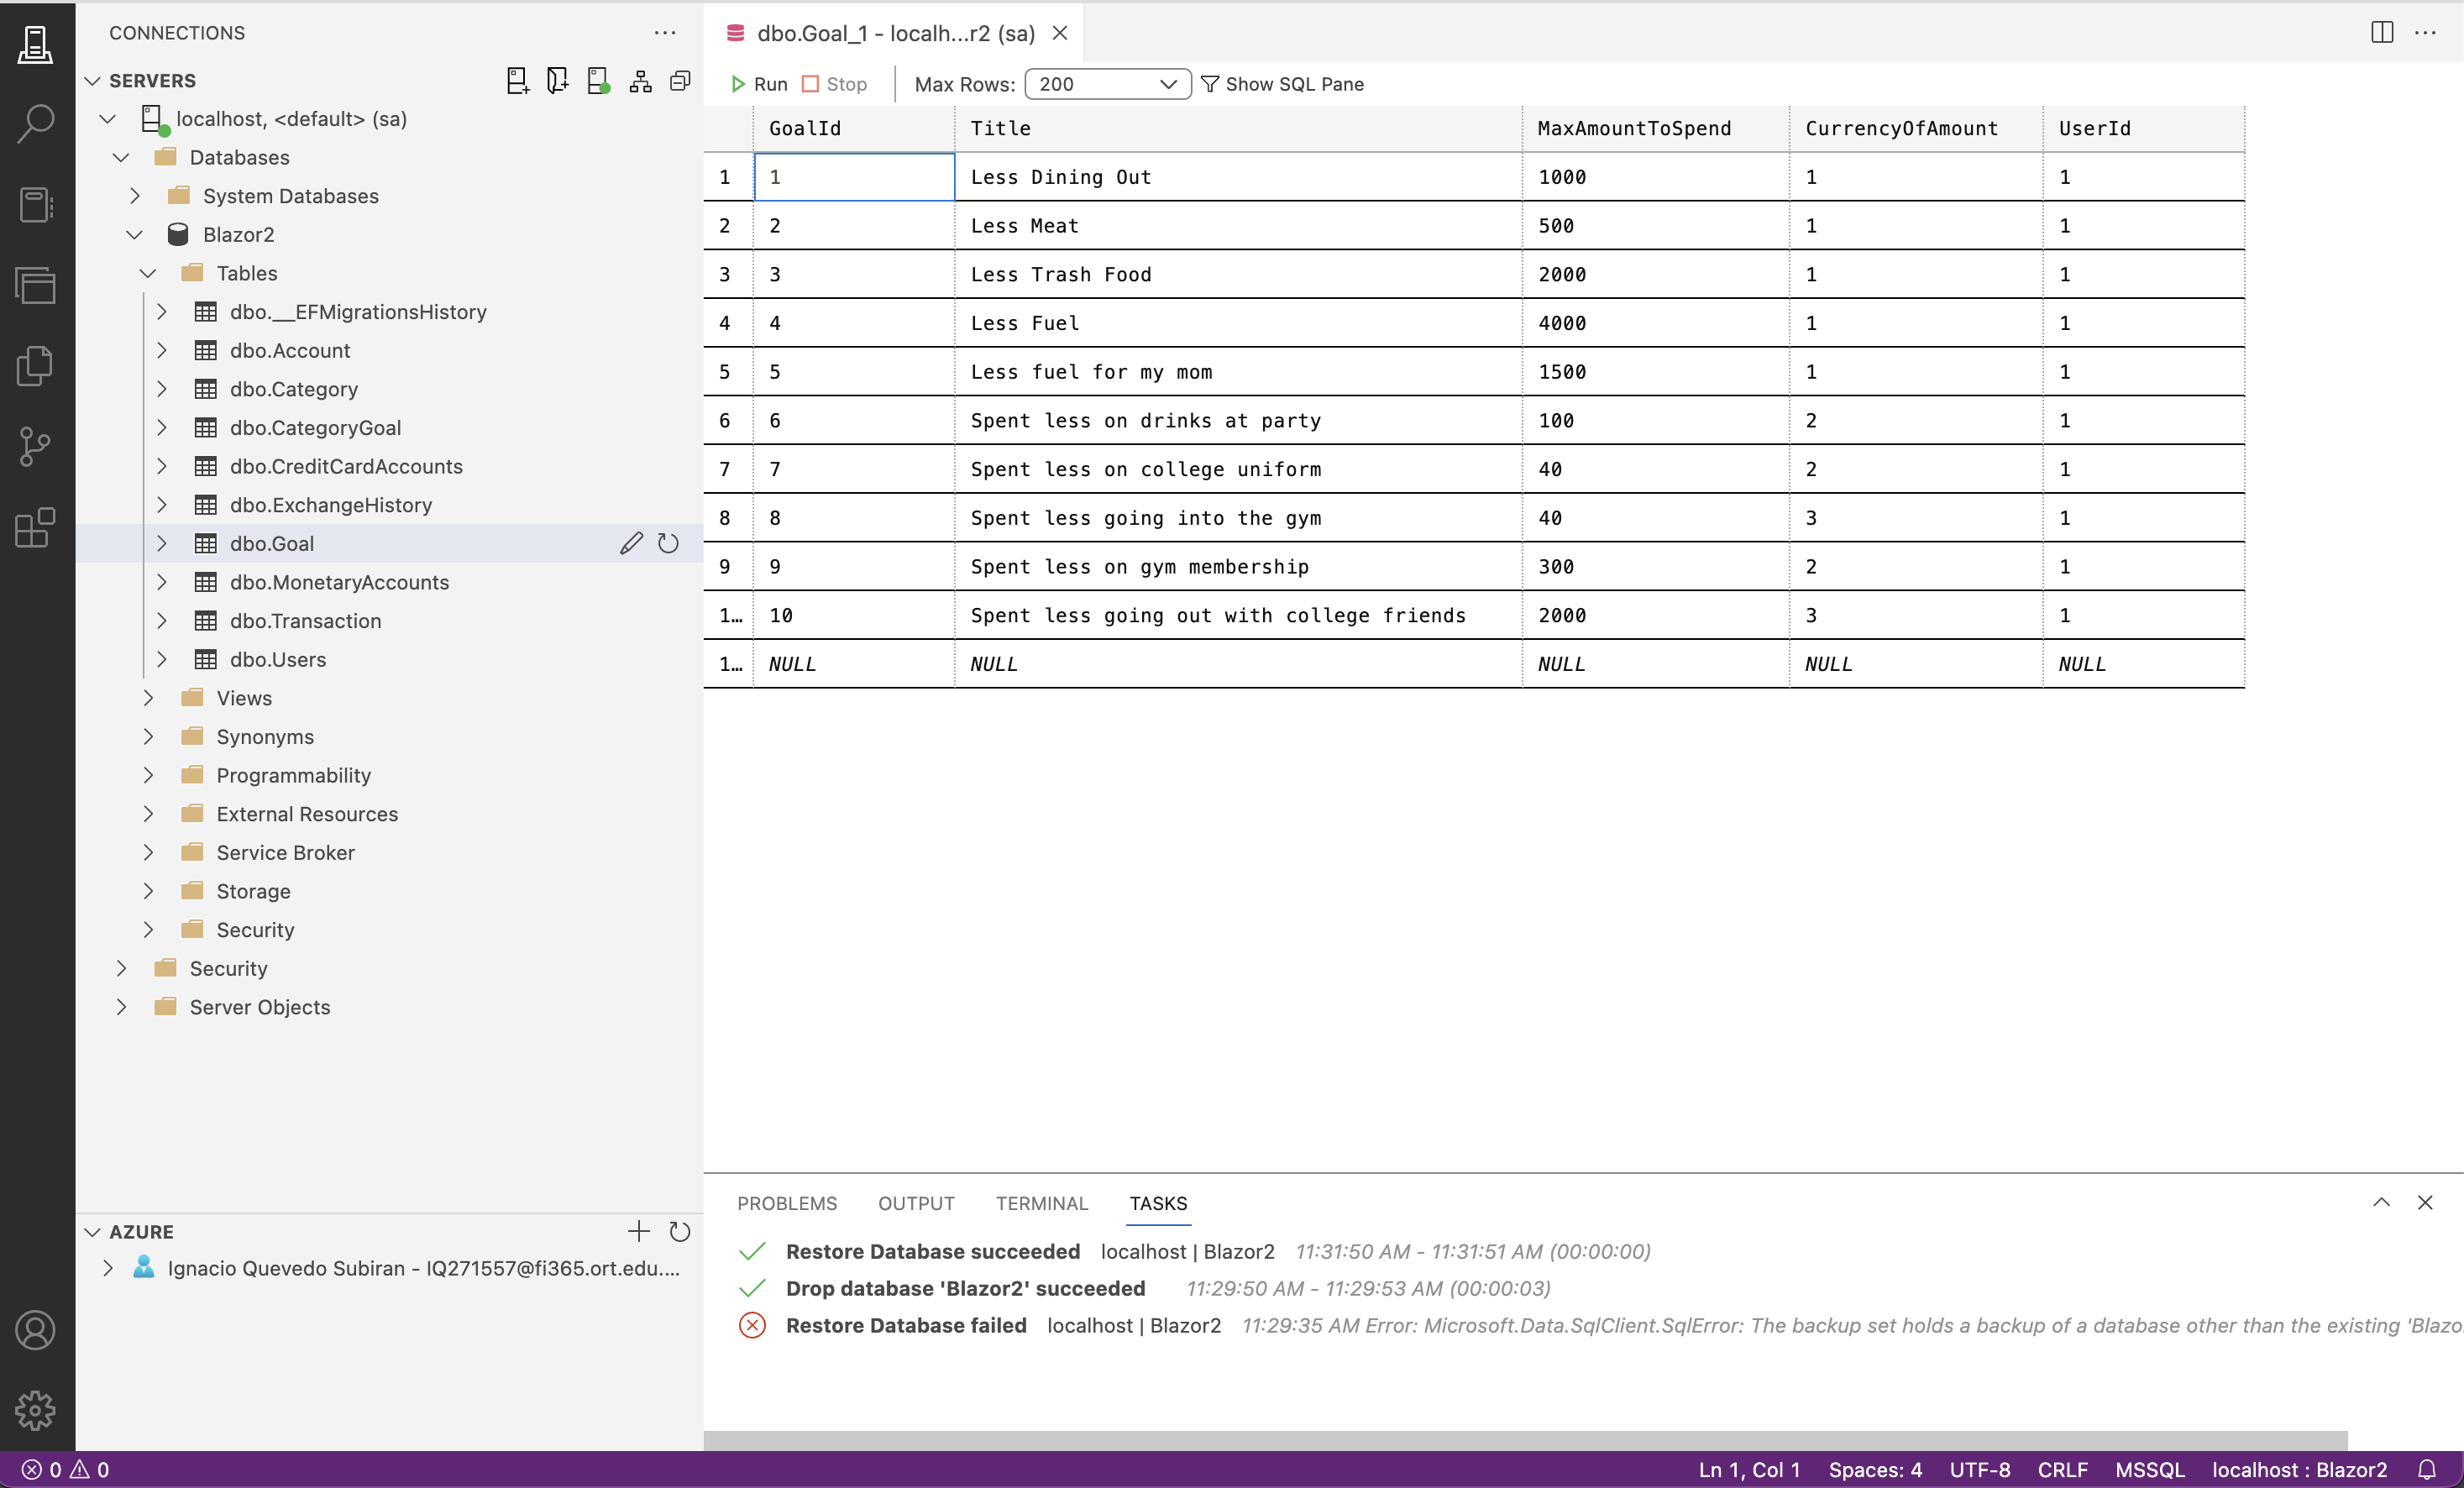 CONNECTIONS
SERVERS
localhost, <default> (sa)
Databases
System Databases
Blazor2
Tables
dbo.__EFMigrationsHistory
dbo.Account
dbo.Category
dbo.CategoryGoal
dbo.CreditCardAccounts
dbo.ExchangeHistory
dbo.Goal
dbo.MonetaryAccounts
dbo.Transaction
dbo.Users
Views
Synonyms
Programmability
External Resources
Service Broker
Storage
Security
Security
Server Objects
AZURE
Ignacio Quevedo Subiran - IQ271557@fi365.ort.edu....
dbo.Goal_1 - localh...r2 (sa)
Run Stop Max Rows: 200 Show SQL Pane
GoalId Title MaxAmountToSpend CurrencyOfAmount UserId
1 1 Less Dining Out 1000 1 1
2 2 Less Meat 500 1 1
3 3 Less Trash Food 2000 1 1
4 4 Less Fuel 4000 1 1
5 5 Less fuel for my mom 1500 1 1
6 6 Spent less on drinks at party 100 2 1
7 7 Spent less on college uniform 40 2 1
8 8 Spent less going into the gym 40 3 1
9 9 Spent less on gym membership 300 2 1
1… 10 Spent less going out with college friends 2000 3 1
1… NULL NULL NULL NULL NULL
PROBLEMS OUTPUT TERMINAL TASKS
Restore Database succeeded localhost | Blazor2 11:31:50 AM - 11:31:51 AM (00:00:00)
Drop database 'Blazor2' succeeded 11:29:50 AM - 11:29:53 AM (00:00:03)
Restore Database failed localhost | Blazor2 11:29:35 AM Error: Microsoft.Data.SqlClient.SqlError: The backup set holds a backup of a database other than the existing 'Blazo
0 0
Ln 1, Col 1 Spaces: 4 UTF-8 CRLF MSSQL localhost : Blazor2